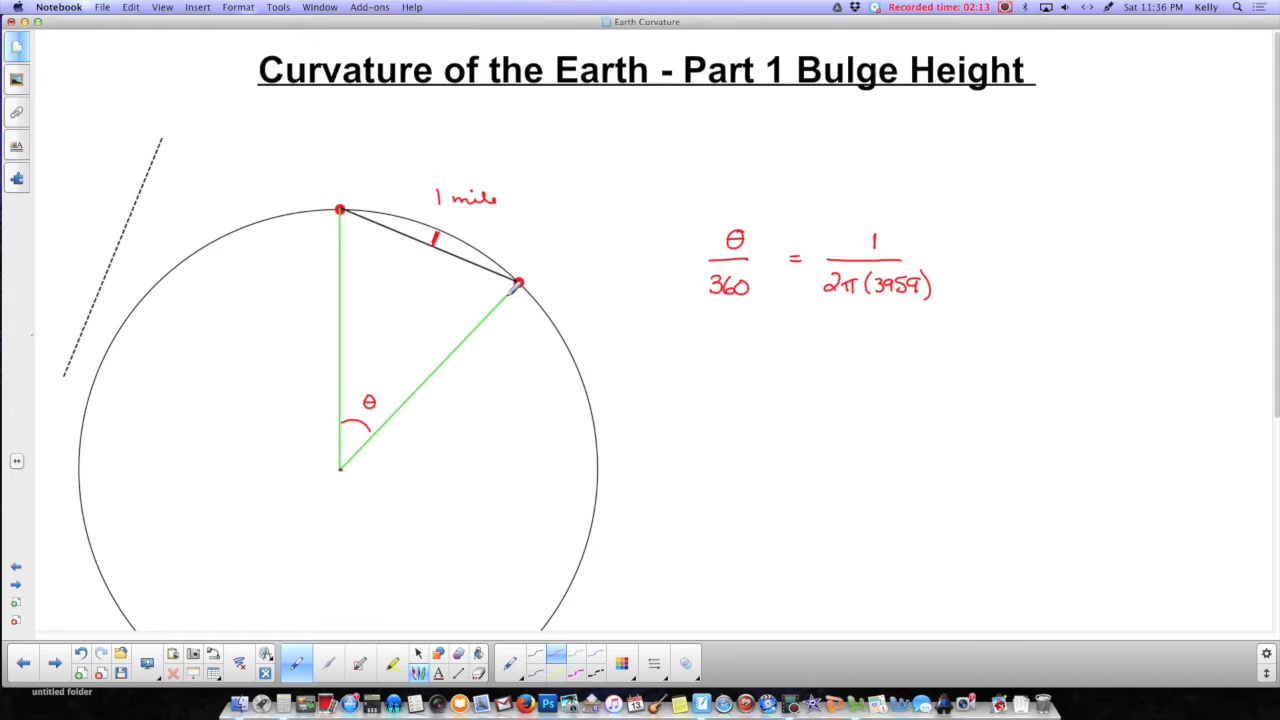 Notebook File Edit View Insert Format Tools Window Add-ons Help Recorded time: 02:13 Sat 11:36 PM Kelly
Earth Curvature
Curvature of the Earth - Part 1 Bulge Height
1 mile
θ
360
=
1
2π(3959)
θ
untitled folder